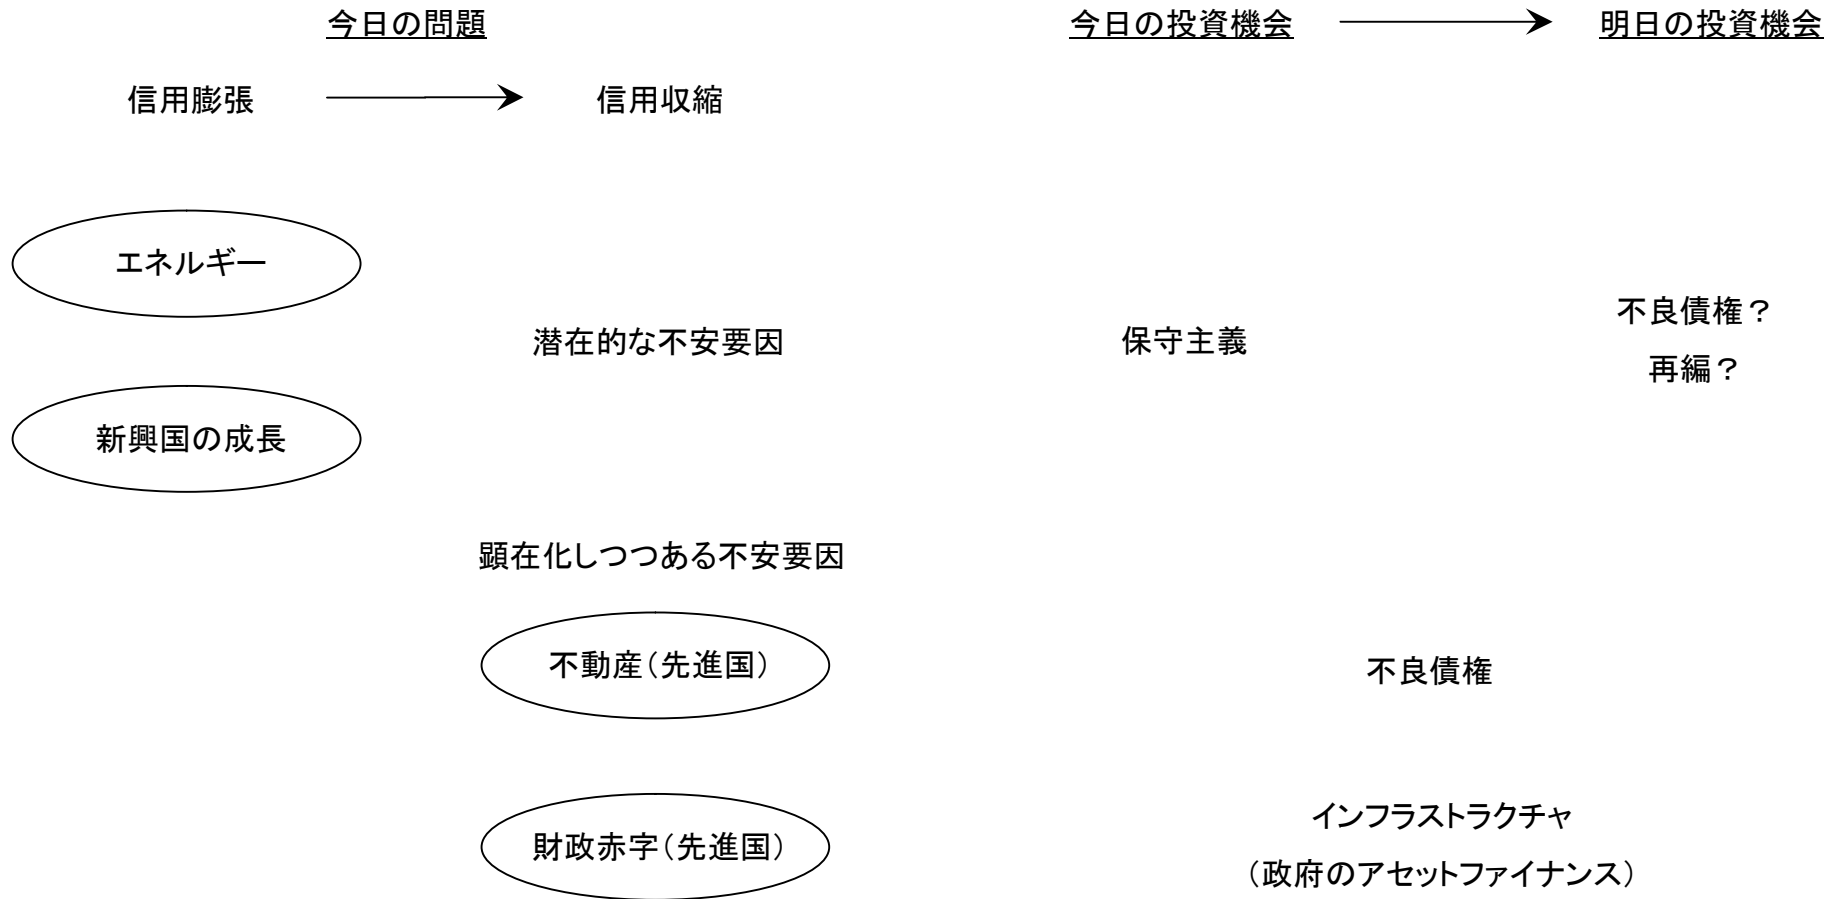 今日の問題
今日の投資機会
明日の投資機会
信用膨張
信用収縮
エネルギー
潜在的な不安要因
保守主義
不良債権？
再編？
新興国の成長
顕在化しつつある不安要因
不動産（先進国）
不良債権
財政赤字（先進国）
インフラストラクチャ
（政府のアセットファイナンス）